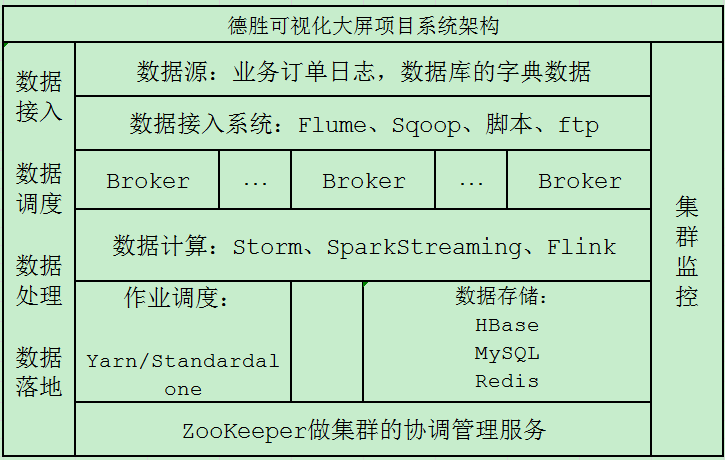 德胜可视化大屏项目系统架构
数据
接入
数据
调度
数据
处理
数据
落地
数据源：业务订单日志，数据库的字典数据
数据接入系统：Flume、Sqoop、脚本、ftp
Broker
...
Broker
...
Broker
数据计算：Storm、SparkStreaming、Flink
作业调度：
Yarn/Standardal
one
数据存储：
HBase
MySQL
Redis
ZooKeeper做集群的协调管理服务
集
群
监
控